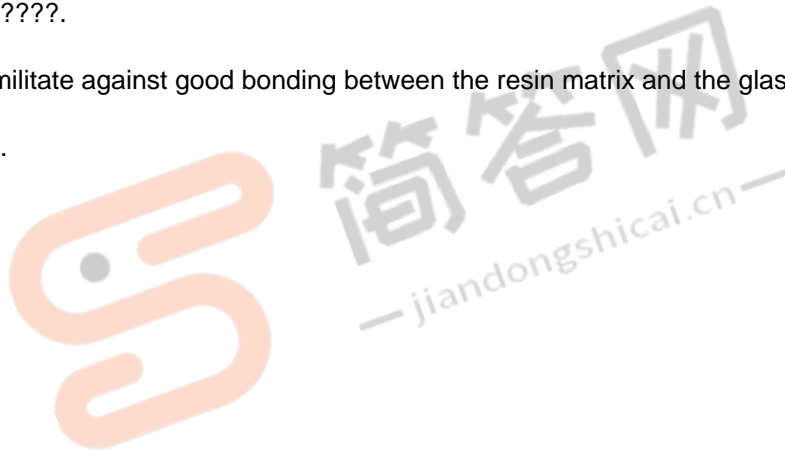 ?????.
militate against good bonding between the resin matrix and the glas
.
简答网
jiandongshicai.cn